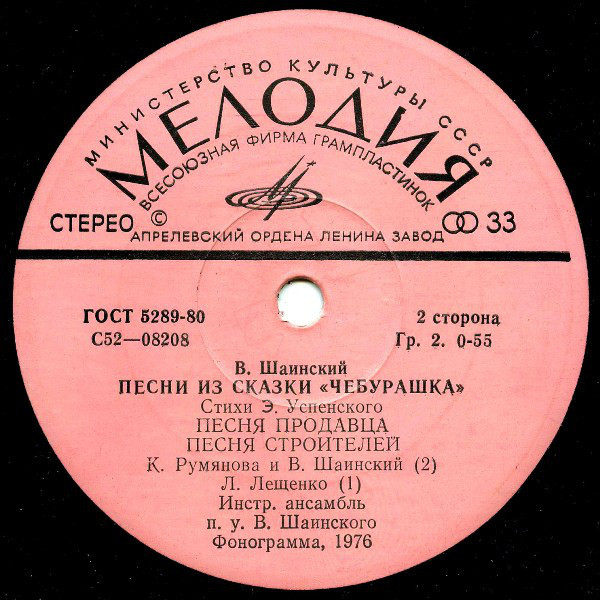 МИНИСТЕРСТВО КУЛЬТУРЫ СССР
МЕЛОДИЯ
ВСЕСОЮЗНАЯ ФИРМА ГРАМПЛАСТИНОК
СТЕРЕО © 33
АПРЕЛЕВСКИЙ ОРДЕНА ЛЕНИНА ЗАВОД
ГОСТ 5289-80 2 сторона
С52—08208 Гр. 2. 0-55
В. Шаинский
ПЕСНИ ИЗ СКАЗКИ «ЧЕБУРАШКА»
Стихи Э. Успенского
ПЕСНЯ ПРОДАВЦА
ПЕСНЯ СТРОИТЕЛЕЙ
К. Румянова и В. Шаинский (2)
Л. Лещенко (1)
Инстр. ансамбль
п. у. В. Шаинского
Фонограмма, 1976